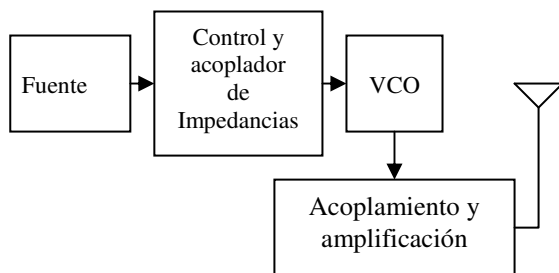 Fuente
Control y
acoplador
de
Impedancias
VCO
Acoplamiento y
amplificación